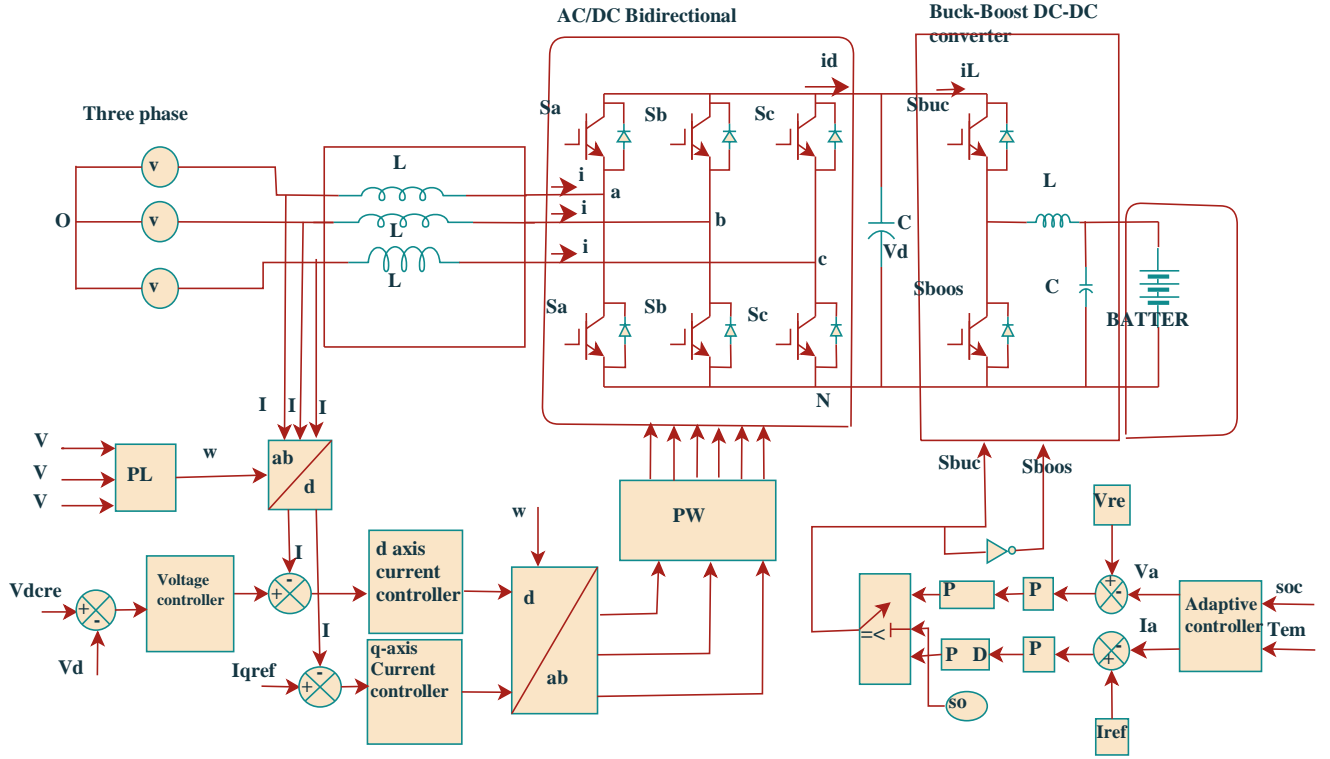 AC/DC Bidirectional
Buck-Boost DC-DC
converter
id
iL
Sbuc
Sa
Sb
Sc
Three phase
v
L
i
a
O
v
L
i
b
C
Vd
L
v
L
i
c
Sboos
C
Sa
Sb
Sc
BATTER
N
I
I
I
V
V
V
PL
w
ab
d
Sbuc
Sboos
PW
w
Vre
I
d axis
current
controller
Voltage
controller
Vdcre
+
-
-
+
Vd
I
q-axis
Current
controller
Iqref
-
+
d
ab
=<
P
P
+
-
Va
Adaptive
controller
soc
Tem
P D
P
-
+
Ia
so
Iref